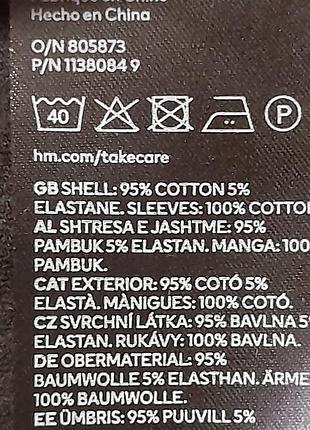 Hecho en China
O/N 805873
P/N 1138084 9
40 P
hm.com/takecare
GB SHELL: 95% COTTON 5%
ELASTANE. SLEEVES: 100% COTTON
AL SHTRESA E JASHTME: 95%
PAMBUK 5% ELASTAN. MANGA: 100
PAMBUK.
CAT EXTERIOR: 95% COTÓ 5%
ELASTÀ. MÀNIGUES: 100% COTÓ.
CZ SVRCHNÍ LÁTKA: 95% BAVLNA 5%
ELASTAN. RUKÁVY: 100% BAVLNA
DE OBERMATERIAL: 95%
BAUMWOLLE 5% ELASTHAN. ÄRME
100% BAUMWOLLE.
EE ÜMBRIS: 95% PUUVILL 5%